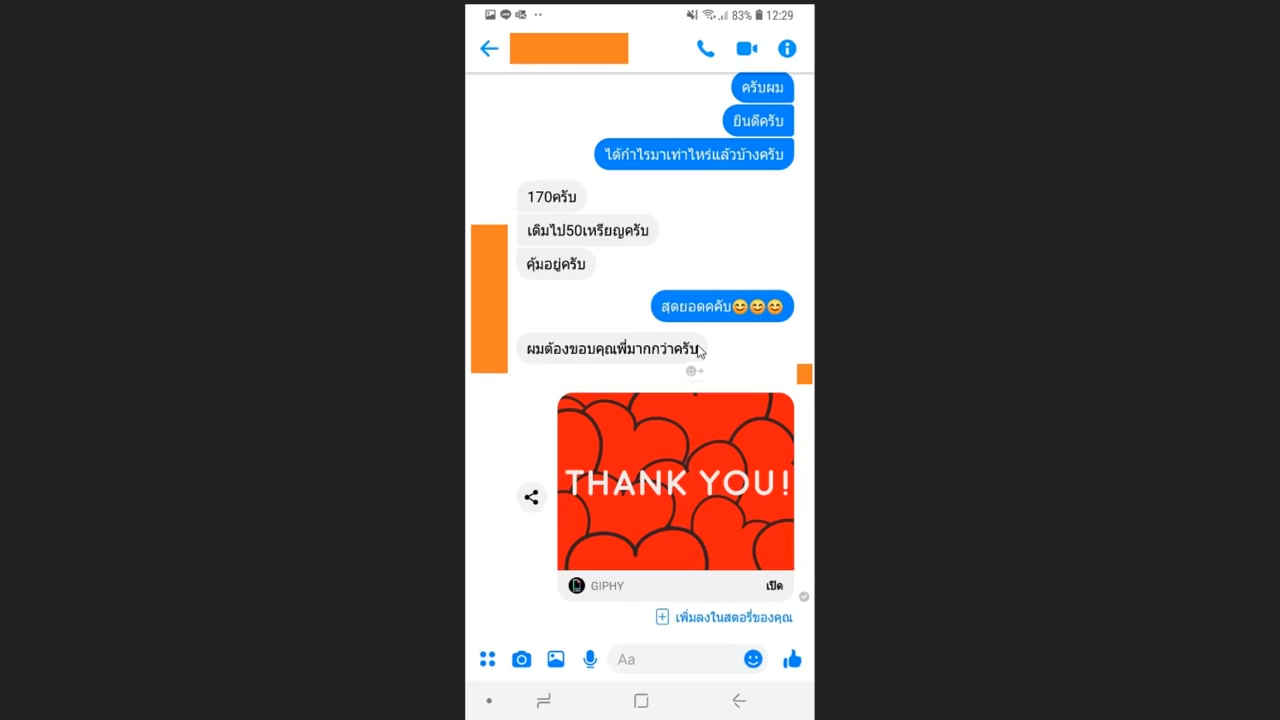 83% 12:29
ครับผม
ยินดีครับ
ได้กำไรมาเท่าไหร่แล้วบ้างครับ
170ครับ
เติมไป50เหรียญครับ
คุ้มอยู่ครับ
สุดยอดคคับ😊😊😊
ผมต้องขอบคุณพี่มากกว่าครับ
THANK YOU!
GIPHY เปิด
เพิ่มลงในสตอรี่ของคุณ
Aa